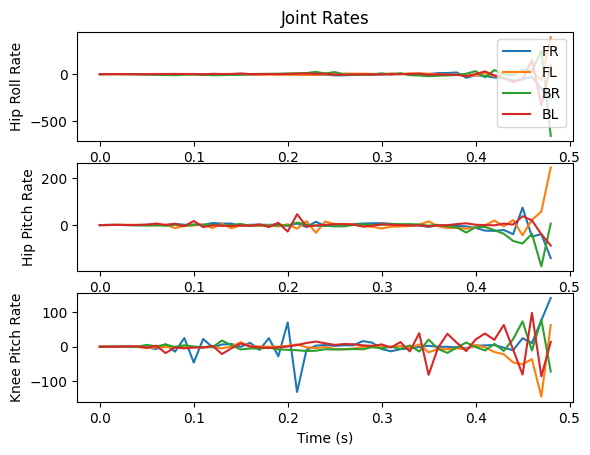 Joint Rates
Hip Roll Rate
0
−500
0.0 0.1 0.2 0.3 0.4 0.5
FR
FL
BR
BL
Hip Pitch Rate
200
0
0.0 0.1 0.2 0.3 0.4 0.5
Knee Pitch Rate
100
0
−100
0.0 0.1 0.2 0.3 0.4 0.5
Time (s)